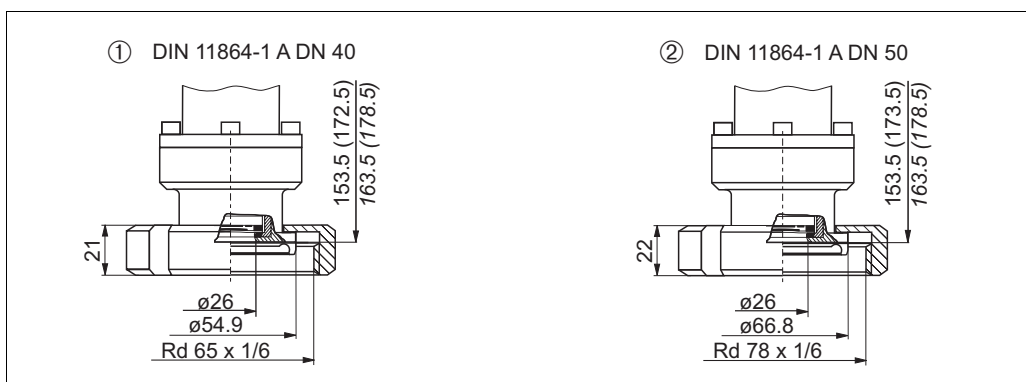 ① DIN 11864-1 A DN 40
153.5 (172.5)
163.5 (178.5)
21
ø26
ø54.9
Rd 65 x 1/6
② DIN 11864-1 A DN 50
153.5 (173.5)
163.5 (178.5)
22
ø26
ø66.8
Rd 78 x 1/6